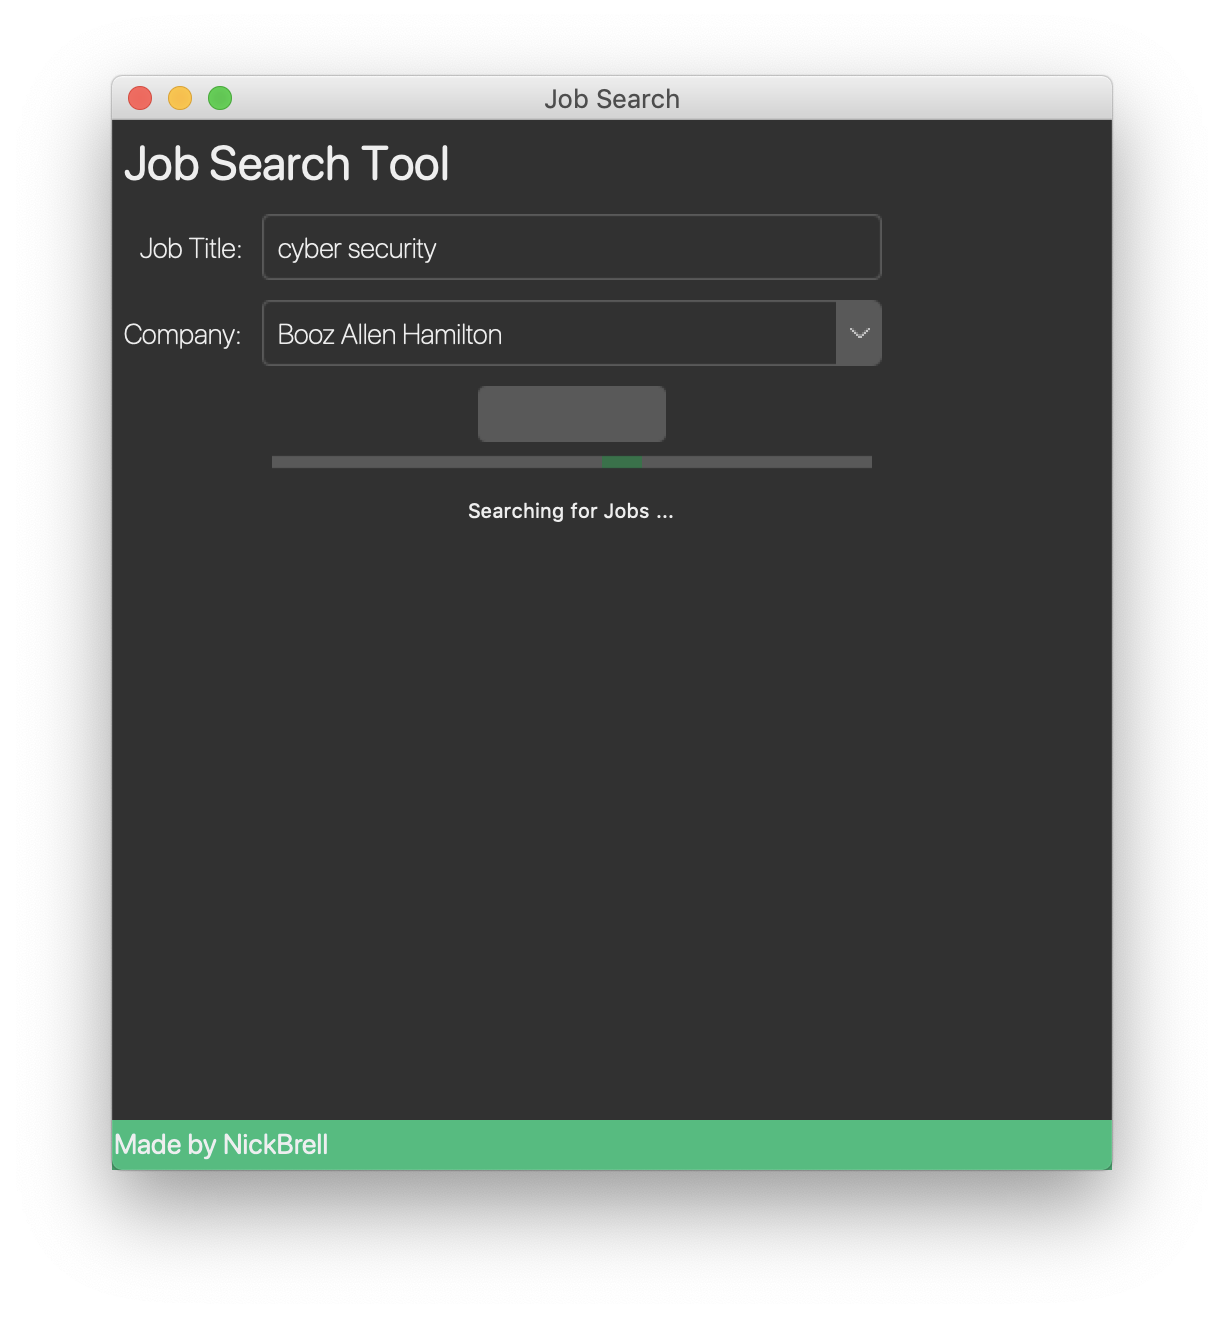 Job Search
Job Search Tool
Job Title: cyber security
Company: Booz Allen Hamilton
Searching for Jobs ...
Made by NickBrell